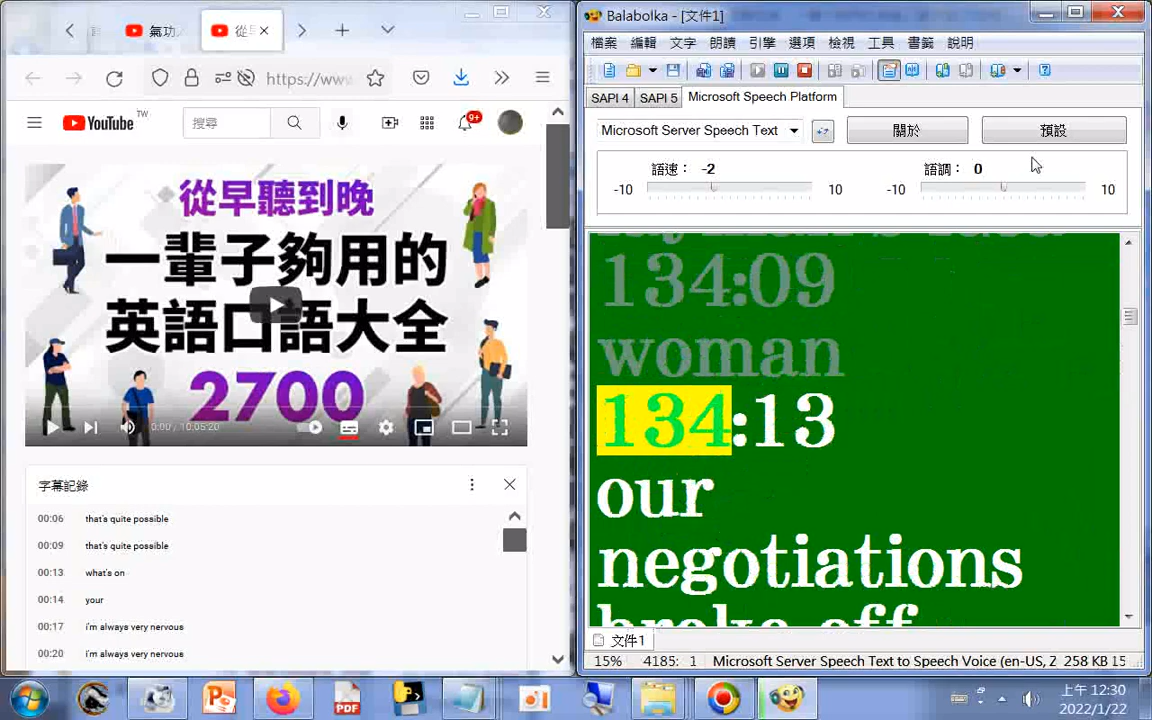 氣功
從
https://www
YouTube TW
搜尋
9+
從早聽到晚
一輩子夠用的
英語口語大全
2700
0:00 / 10:05:20
字幕記錄
00:06 that's quite possible
00:09 that's quite possible
00:13 what's on
00:14 your
00:17 i'm always very nervous
00:20 i'm always very nervous
Balabolka - [文件1]
檔案 編輯 文字 朗讀 引擎 選項 檢視 工具 書籤 說明
SAPI 4 SAPI 5 Microsoft Speech Platform
Microsoft Server Speech Text 關於 預設
語速： -2 語調： 0
-10 10 -10 10
134:09
woman
134:13
our
negotiations
broke off
文件1
15% 4185: 1 Microsoft Server Speech Text to Speech Voice (en-US, Z 258 KB 15
PDF
上午 12:30
2022/1/22